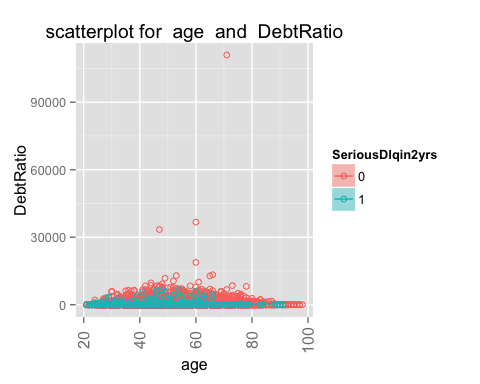 scatterplot for age and DebtRatio
DebtRatio
90000
60000
30000
0
20
40
60
80
100
age
SeriousDlqin2yrs
0
1